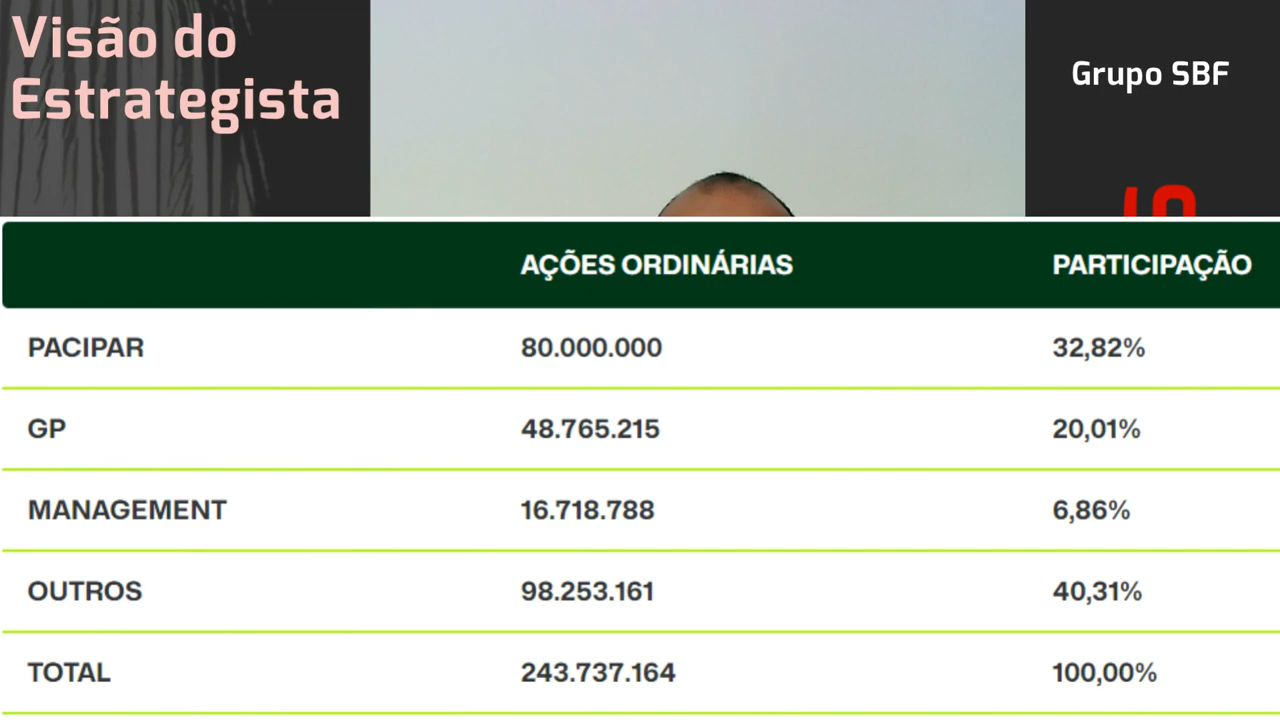 Visão do
Estrategista
Grupo SBF
AÇÕES ORDINÁRIAS PARTICIPAÇÃO
PACIPAR 80.000.000 32,82%
GP 48.765.215 20,01%
MANAGEMENT 16.718.788 6,86%
OUTROS 98.253.161 40,31%
TOTAL 243.737.164 100,00%